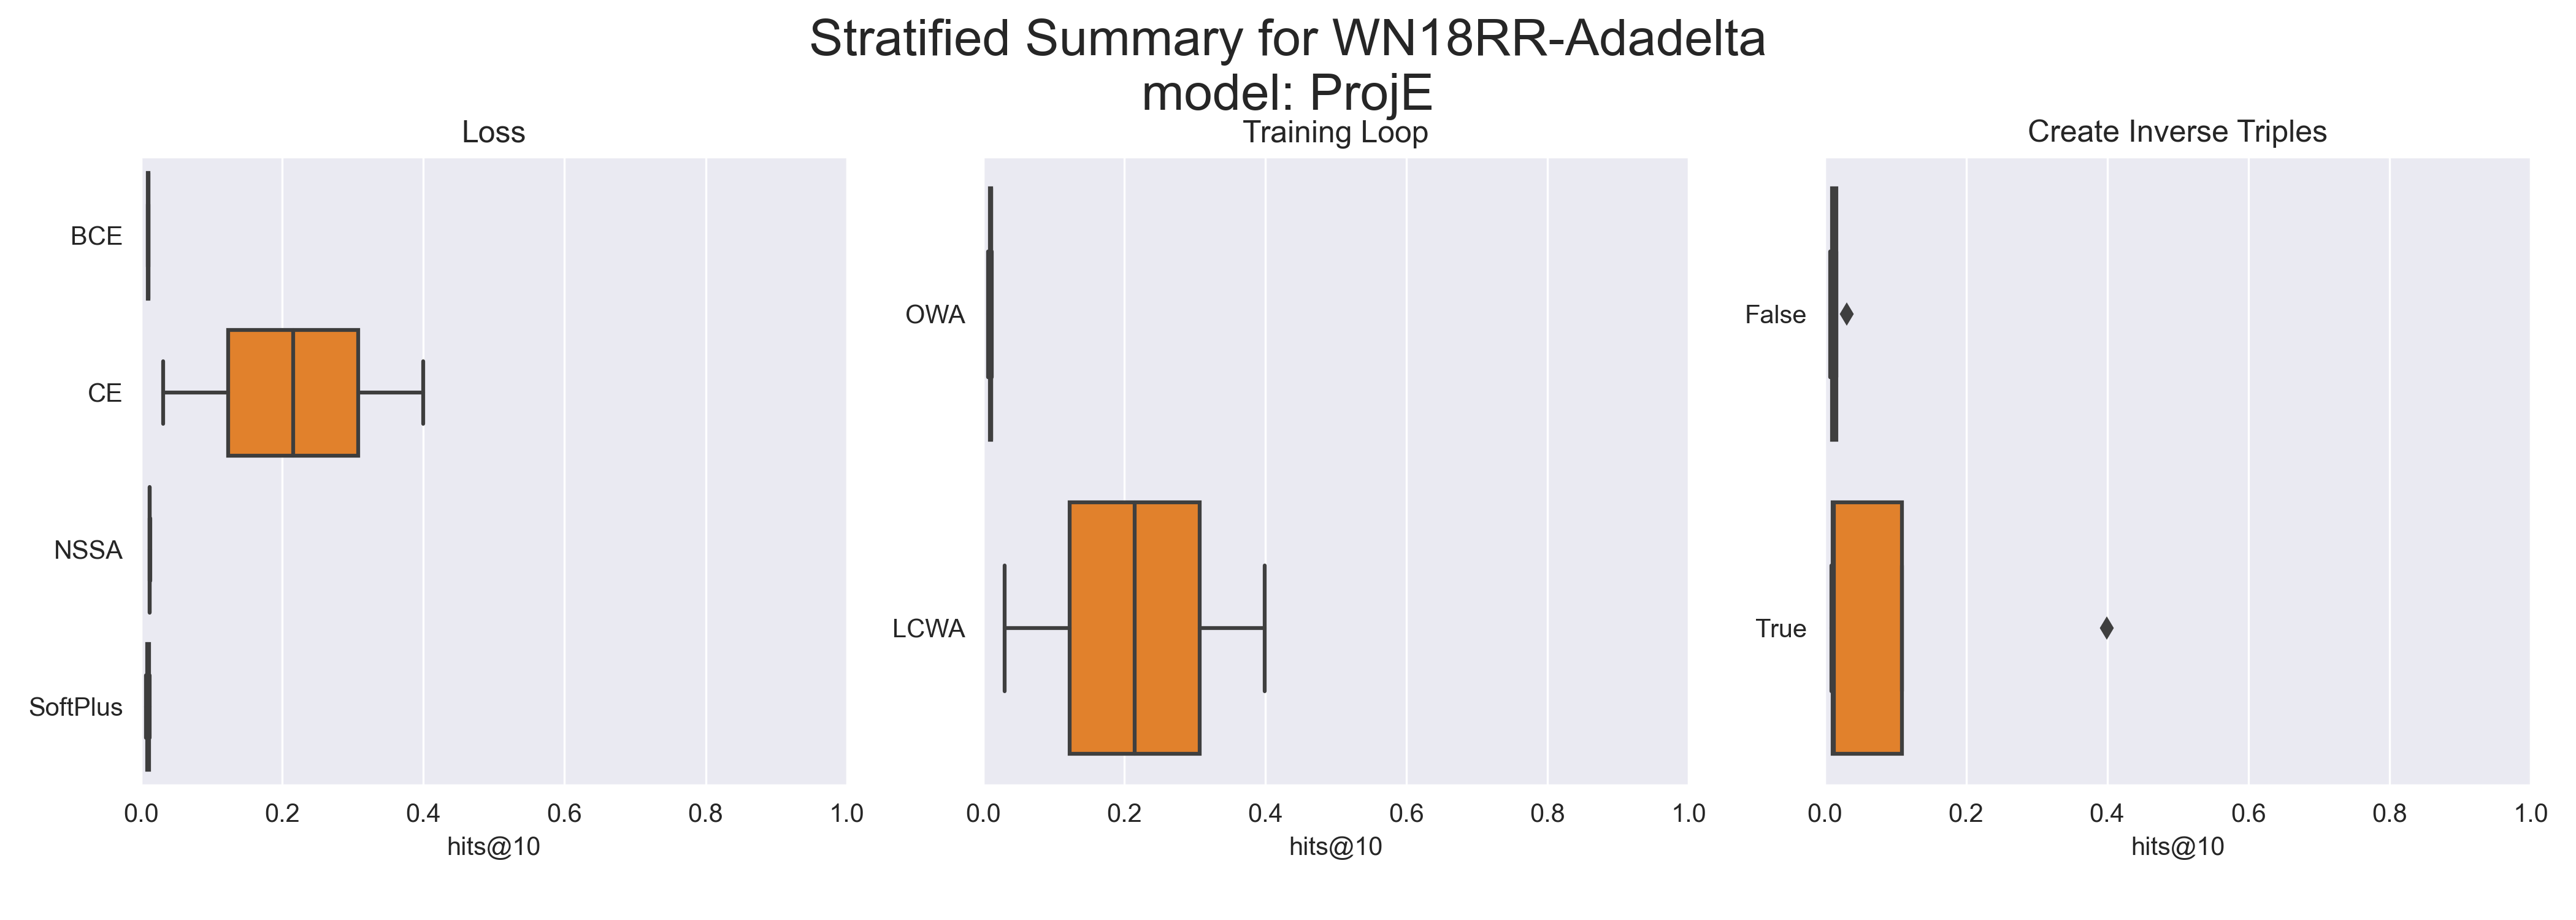 Stratified Summary for WN18RR-Adadelta
model: ProjE
Loss
BCE
CE
NSSA
SoftPlus
0.0 0.2 0.4 0.6 0.8 1.0
hits@10
Training Loop
OWA
LCWA
0.0 0.2 0.4 0.6 0.8 1.0
hits@10
Create Inverse Triples
False
True
0.0 0.2 0.4 0.6 0.8 1.0
hits@10